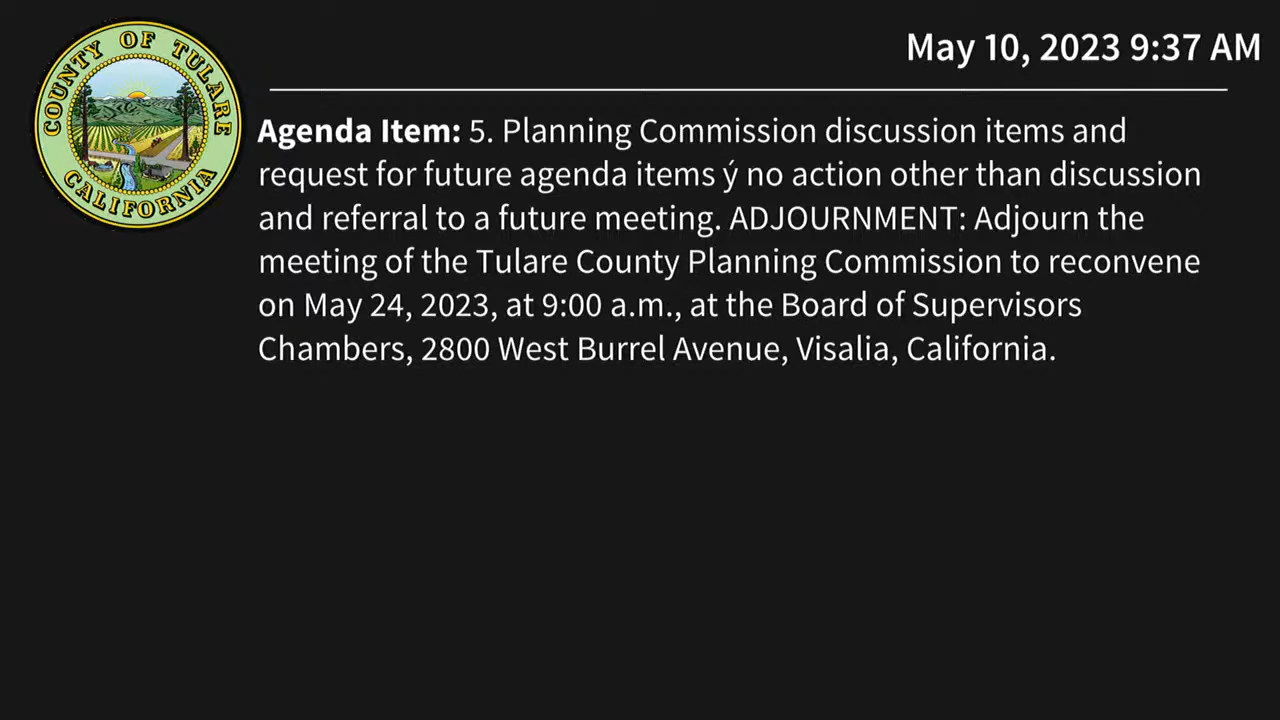 COUNTY OF TULARE
CALIFORNIA
May 10, 2023 9:37 AM
Agenda Item: 5. Planning Commission discussion items and
request for future agenda items ý no action other than discussion
and referral to a future meeting. ADJOURNMENT: Adjourn the
meeting of the Tulare County Planning Commission to reconvene
on May 24, 2023, at 9:00 a.m., at the Board of Supervisors
Chambers, 2800 West Burrel Avenue, Visalia, California.